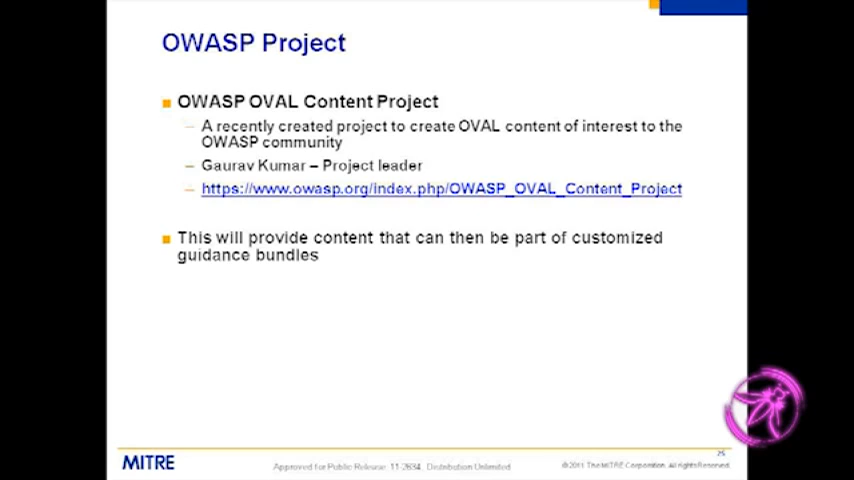 OWASP Project
OWASP OVAL Content Project
A recently created project to create OVAL content of interest to the
OWASP community
Gaurav Kumar – Project leader
https://www.owasp.org/index.php/OWASP_OVAL_Content_Project
This will provide content that can then be part of customized
guidance bundles
25
MITRE
Approved for Public Release: 11-2834. Distribution Unlimited
©2011 The MITRE Corporation. All rights Reserved.